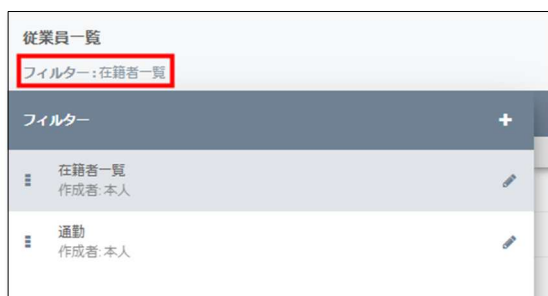 従業員一覧
フィルター:在籍者一覧
フィルター
在籍者一覧
作成者:本人
通勤
作成者:本人